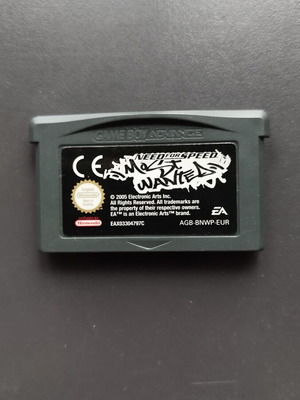 GAME BOY ADVANCE
CE
NEED FOR SPEED
MOST
WANTED
© 2005 Electronic Arts Inc.
All Rights Reserved. All trademarks are
the property of their respective owners.
EA™ is an Electronic Arts™ brand.
Nintendo
EAX03304797C
AGB-BNWP-EUR
EA